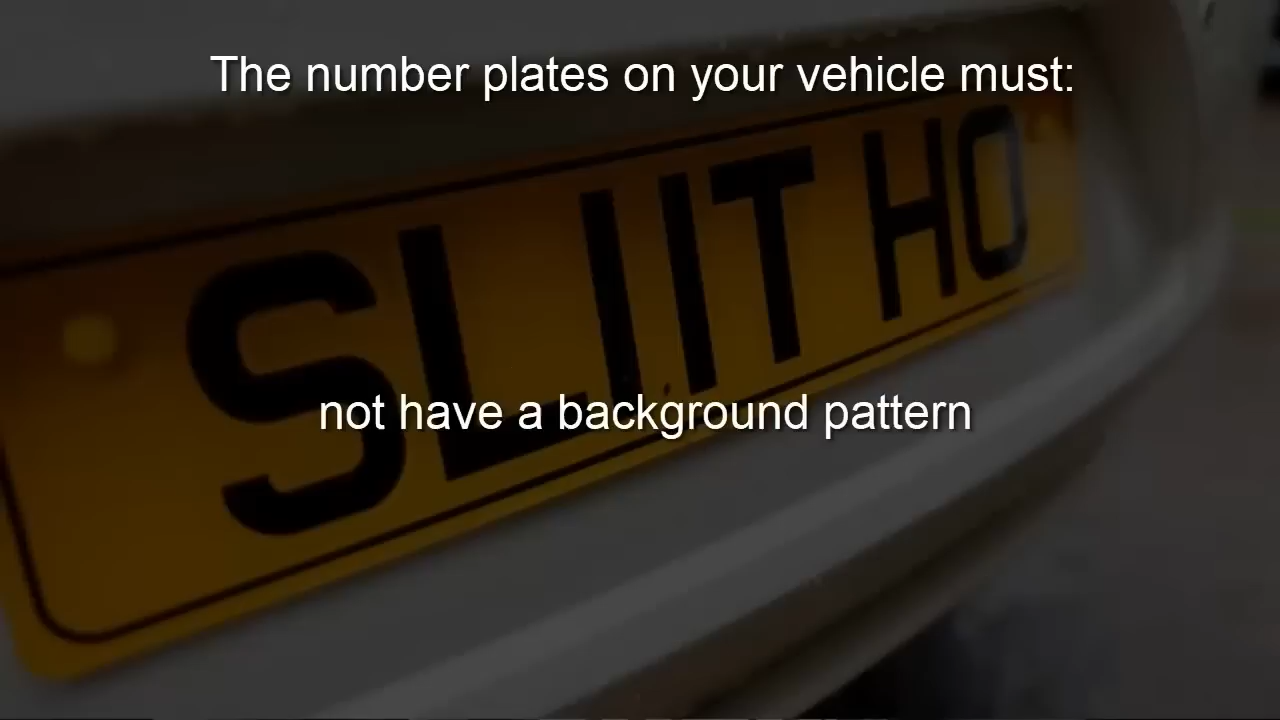 The number plates on your vehicle must:
SL11T HO
not have a background pattern